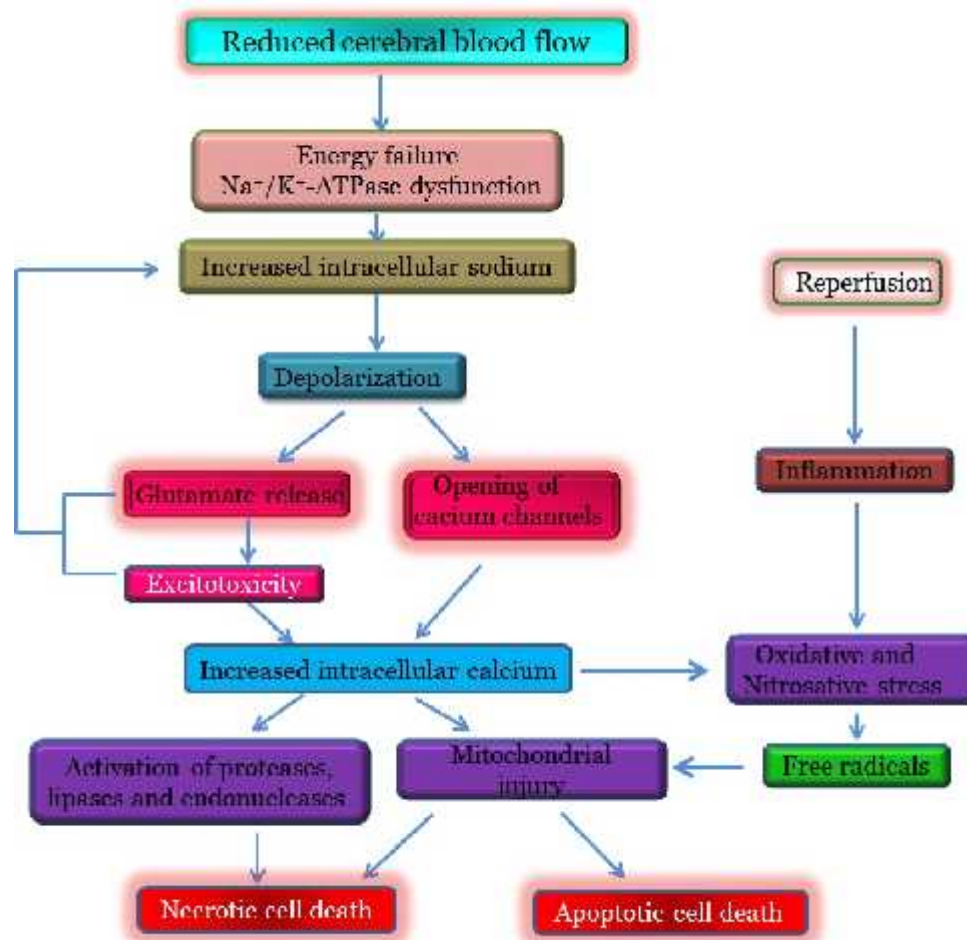 Reduced cerebral blood flow
Energy failure
Na⁺/K⁺-ATPase dysfunction
Increased intracellular sodium
Reperfusion
Depolarization
Glutamate release
Opening of
cacium channels
Inflammation
Excitotoxicity
Increased intracellular calcium
Oxidative and
Nitrosative stress
Activation of proteases,
lipases and endonucleases
Mitochondrial
injury
Free radicals
Necrotic cell death
Apoptotic cell death